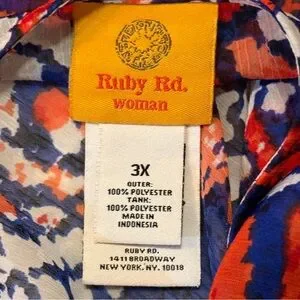 Ruby Rd.
woman
3X
OUTER:
100% POLYESTER
TANK:
100% POLYESTER
MADE IN
INDONESIA
RUBY RD.
1411 BROADWAY
NEW YORK, NY. 10018